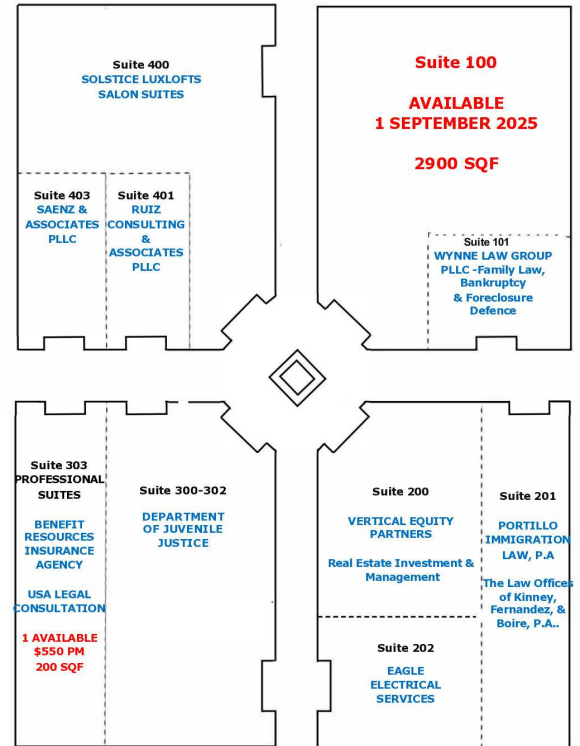 Suite 400
SOLSTICE LUXLOFTS
SALON SUITES
Suite 403
SAENZ &
ASSOCIATES
PLLC
Suite 401
RUIZ
CONSULTING
&
ASSOCIATES
PLLC
Suite 100
AVAILABLE
1 SEPTEMBER 2025
2900 SQF
Suite 101
WYNNE LAW GROUP
PLLC -Family Law,
Bankruptcy
& Foreclosure
Defence
Suite 303
PROFESSIONAL
SUITES
BENEFIT
RESOURCES
INSURANCE
AGENCY
USA LEGAL
CONSULTATION
1 AVAILABLE
$550 PM
200 SQF
Suite 300-302
DEPARTMENT
OF JUVENILE
JUSTICE
Suite 200
VERTICAL EQUITY
PARTNERS
Real Estate Investment &
Management
Suite 201
PORTILLO
IMMIGRATION
LAW, P.A
The Law Offices
of Kinney,
Fernandez, &
Boire, P.A..
Suite 202
EAGLE
ELECTRICAL
SERVICES